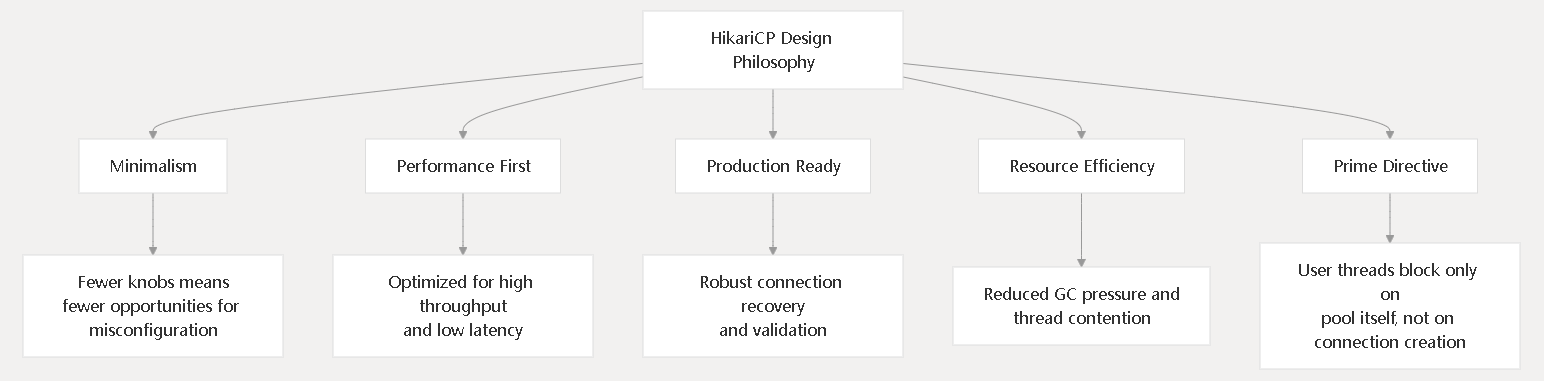 HikariCP Design
Philosophy
Minimalism
Performance First
Production Ready
Resource Efficiency
Prime Directive
Fewer knobs means
fewer opportunities for
misconfiguration
Optimized for high
throughput
and low latency
Robust connection
recovery
and validation
Reduced GC pressure and
thread contention
User threads block only
on
pool itself, not on
connection creation